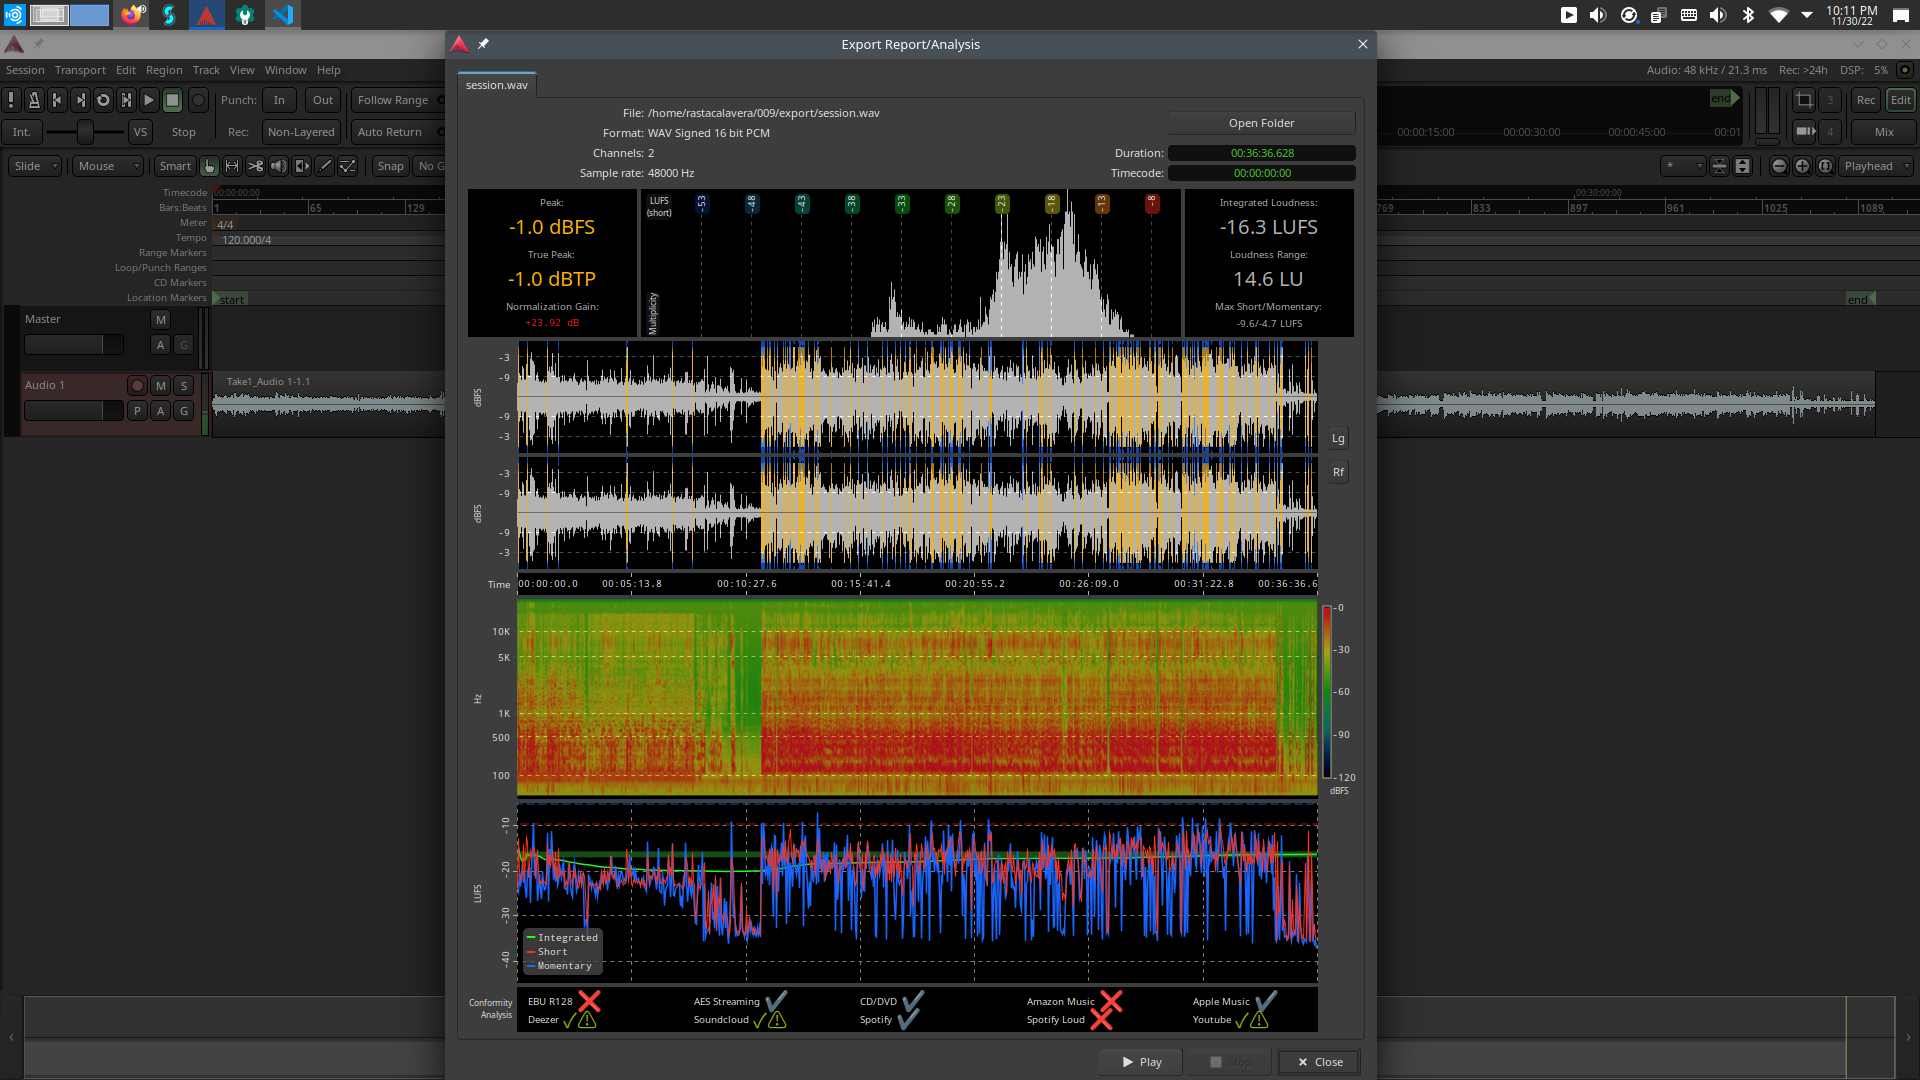 10:11 PM
11/30/22
Export Report/Analysis
Session Transport Edit Region Track View Window Help
Audio: 48 kHz / 21.3 ms Rec: >24h DSP: 5%
session.wav
Punch: In Out Follow Range
end
3 Rec Edit
Int. VS Stop Rec: Non-Layered Auto Return
00:00:15:00 00:00:30:00 00:00:45:00 00:01
4 Mix
File: /home/rastacalavera/009/export/session.wav
Open Folder
Format: WAV Signed 16 bit PCM
Channels: 2
Duration: 00:36:36.628
Sample rate: 48000 Hz
Timecode: 00:00:00:00
Slide Mouse Smart Snap No G
* Playhead
Timecode 00:00:00:00
00:30:00:00
Bars:Beats 1 65 129
769 833 897 961 1025 1089
Meter 4/4
Tempo 120.000/4
Range Markers
Loop/Punch Ranges
CD Markers
Location Markers start
end
Peak:
-1.0 dBFS
True Peak:
-1.0 dBTP
Normalization Gain:
+23.92 dB
LUFS
(short)
-53 -48 -43 -38 -33 -28 -23 -18 -13 -8
Multiplicity
Integrated Loudness:
-16.3 LUFS
Loudness Range:
14.6 LU
Max Short/Momentary:
-9.6/-4.7 LUFS
Master M
A G
Audio 1 M S
P A G
Take1_Audio 1-1.1
-3
-9
dBFS
-9
-3
Lg
Rf
-3
-9
dBFS
-9
-3
Time 00:00:00.0 00:05:13.8 00:10:27.6 00:15:41.4 00:20:55.2 00:26:09.0 00:31:22.8 00:36:36.6
10K
5K
Hz
1K
500
100
-0
-30
-60
-90
-120
dBFS
-10
-20
LUFS
-30
-40
Integrated
Short
Momentary
Conformity
Analysis
EBU R128 AES Streaming CD/DVD Amazon Music Apple Music
Deezer Soundcloud Spotify Spotify Loud Youtube
Play Stop Close